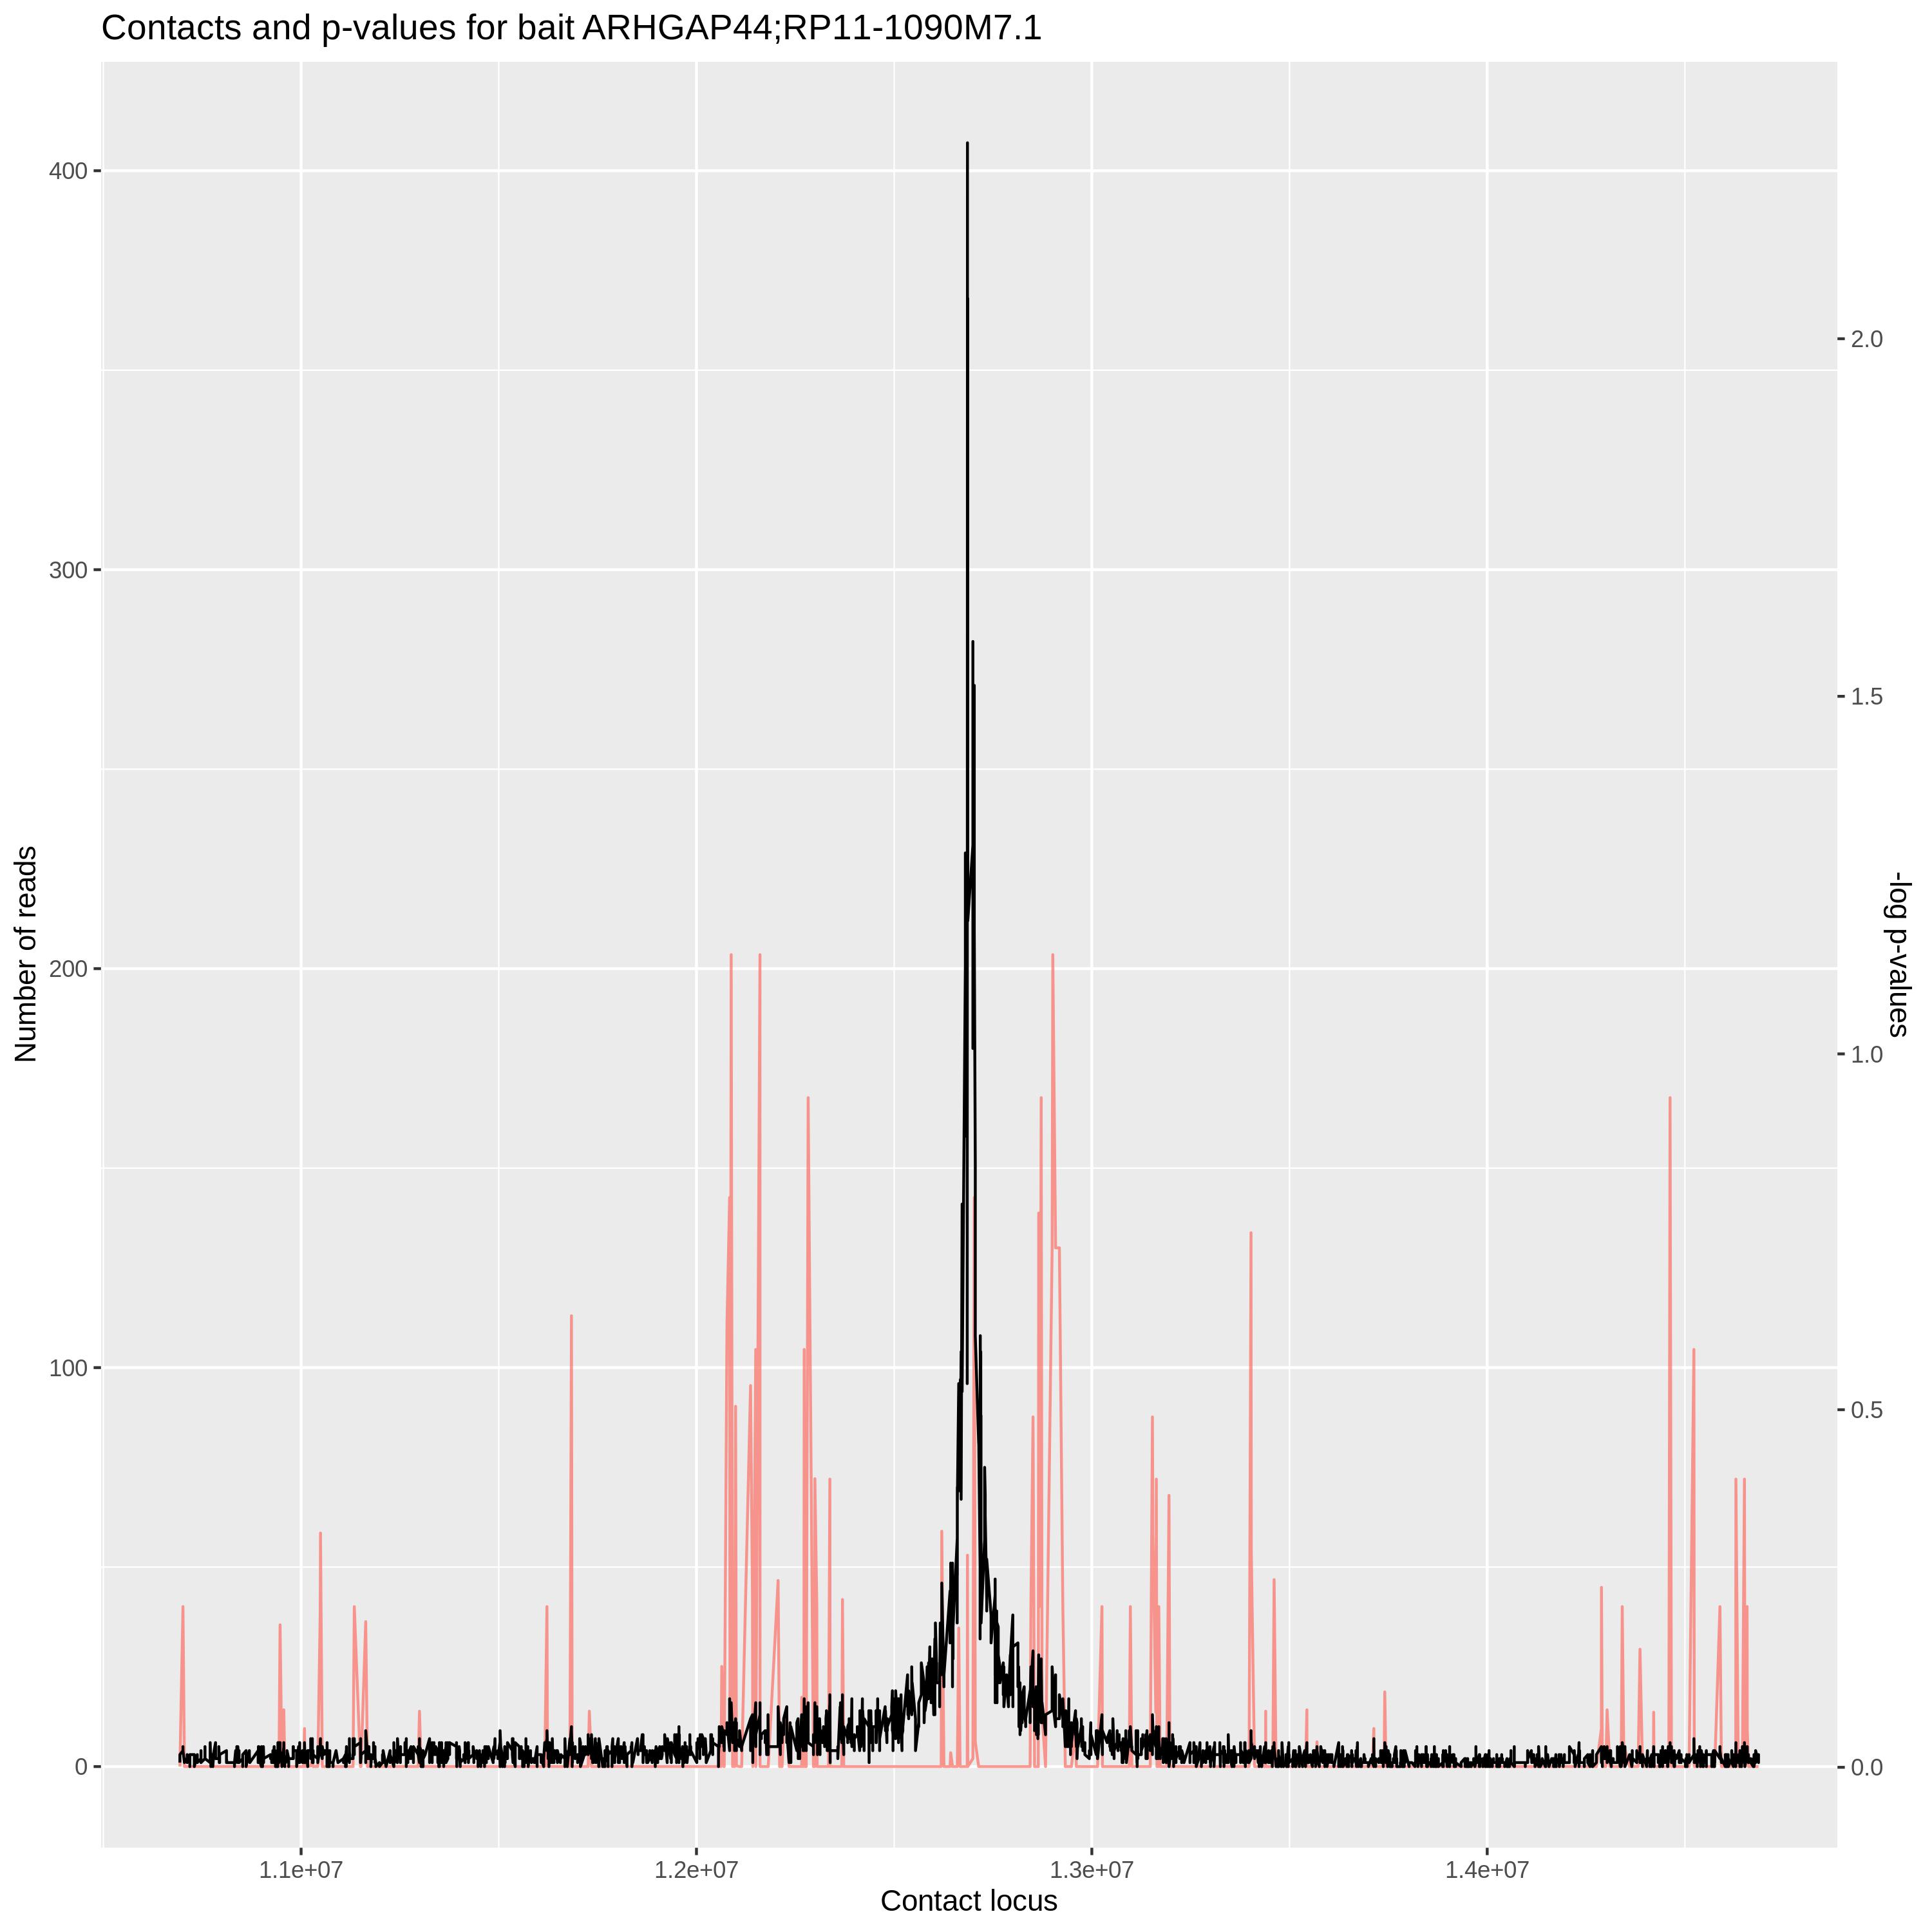 Contacts and p-values for bait ARHGAP44;RP11-1090M7.1
400
300
200
100
0
Number of reads
2.0
1.5
1.0
0.5
0.0
-log p-values
1.1e+07
1.2e+07
1.3e+07
1.4e+07
Contact locus